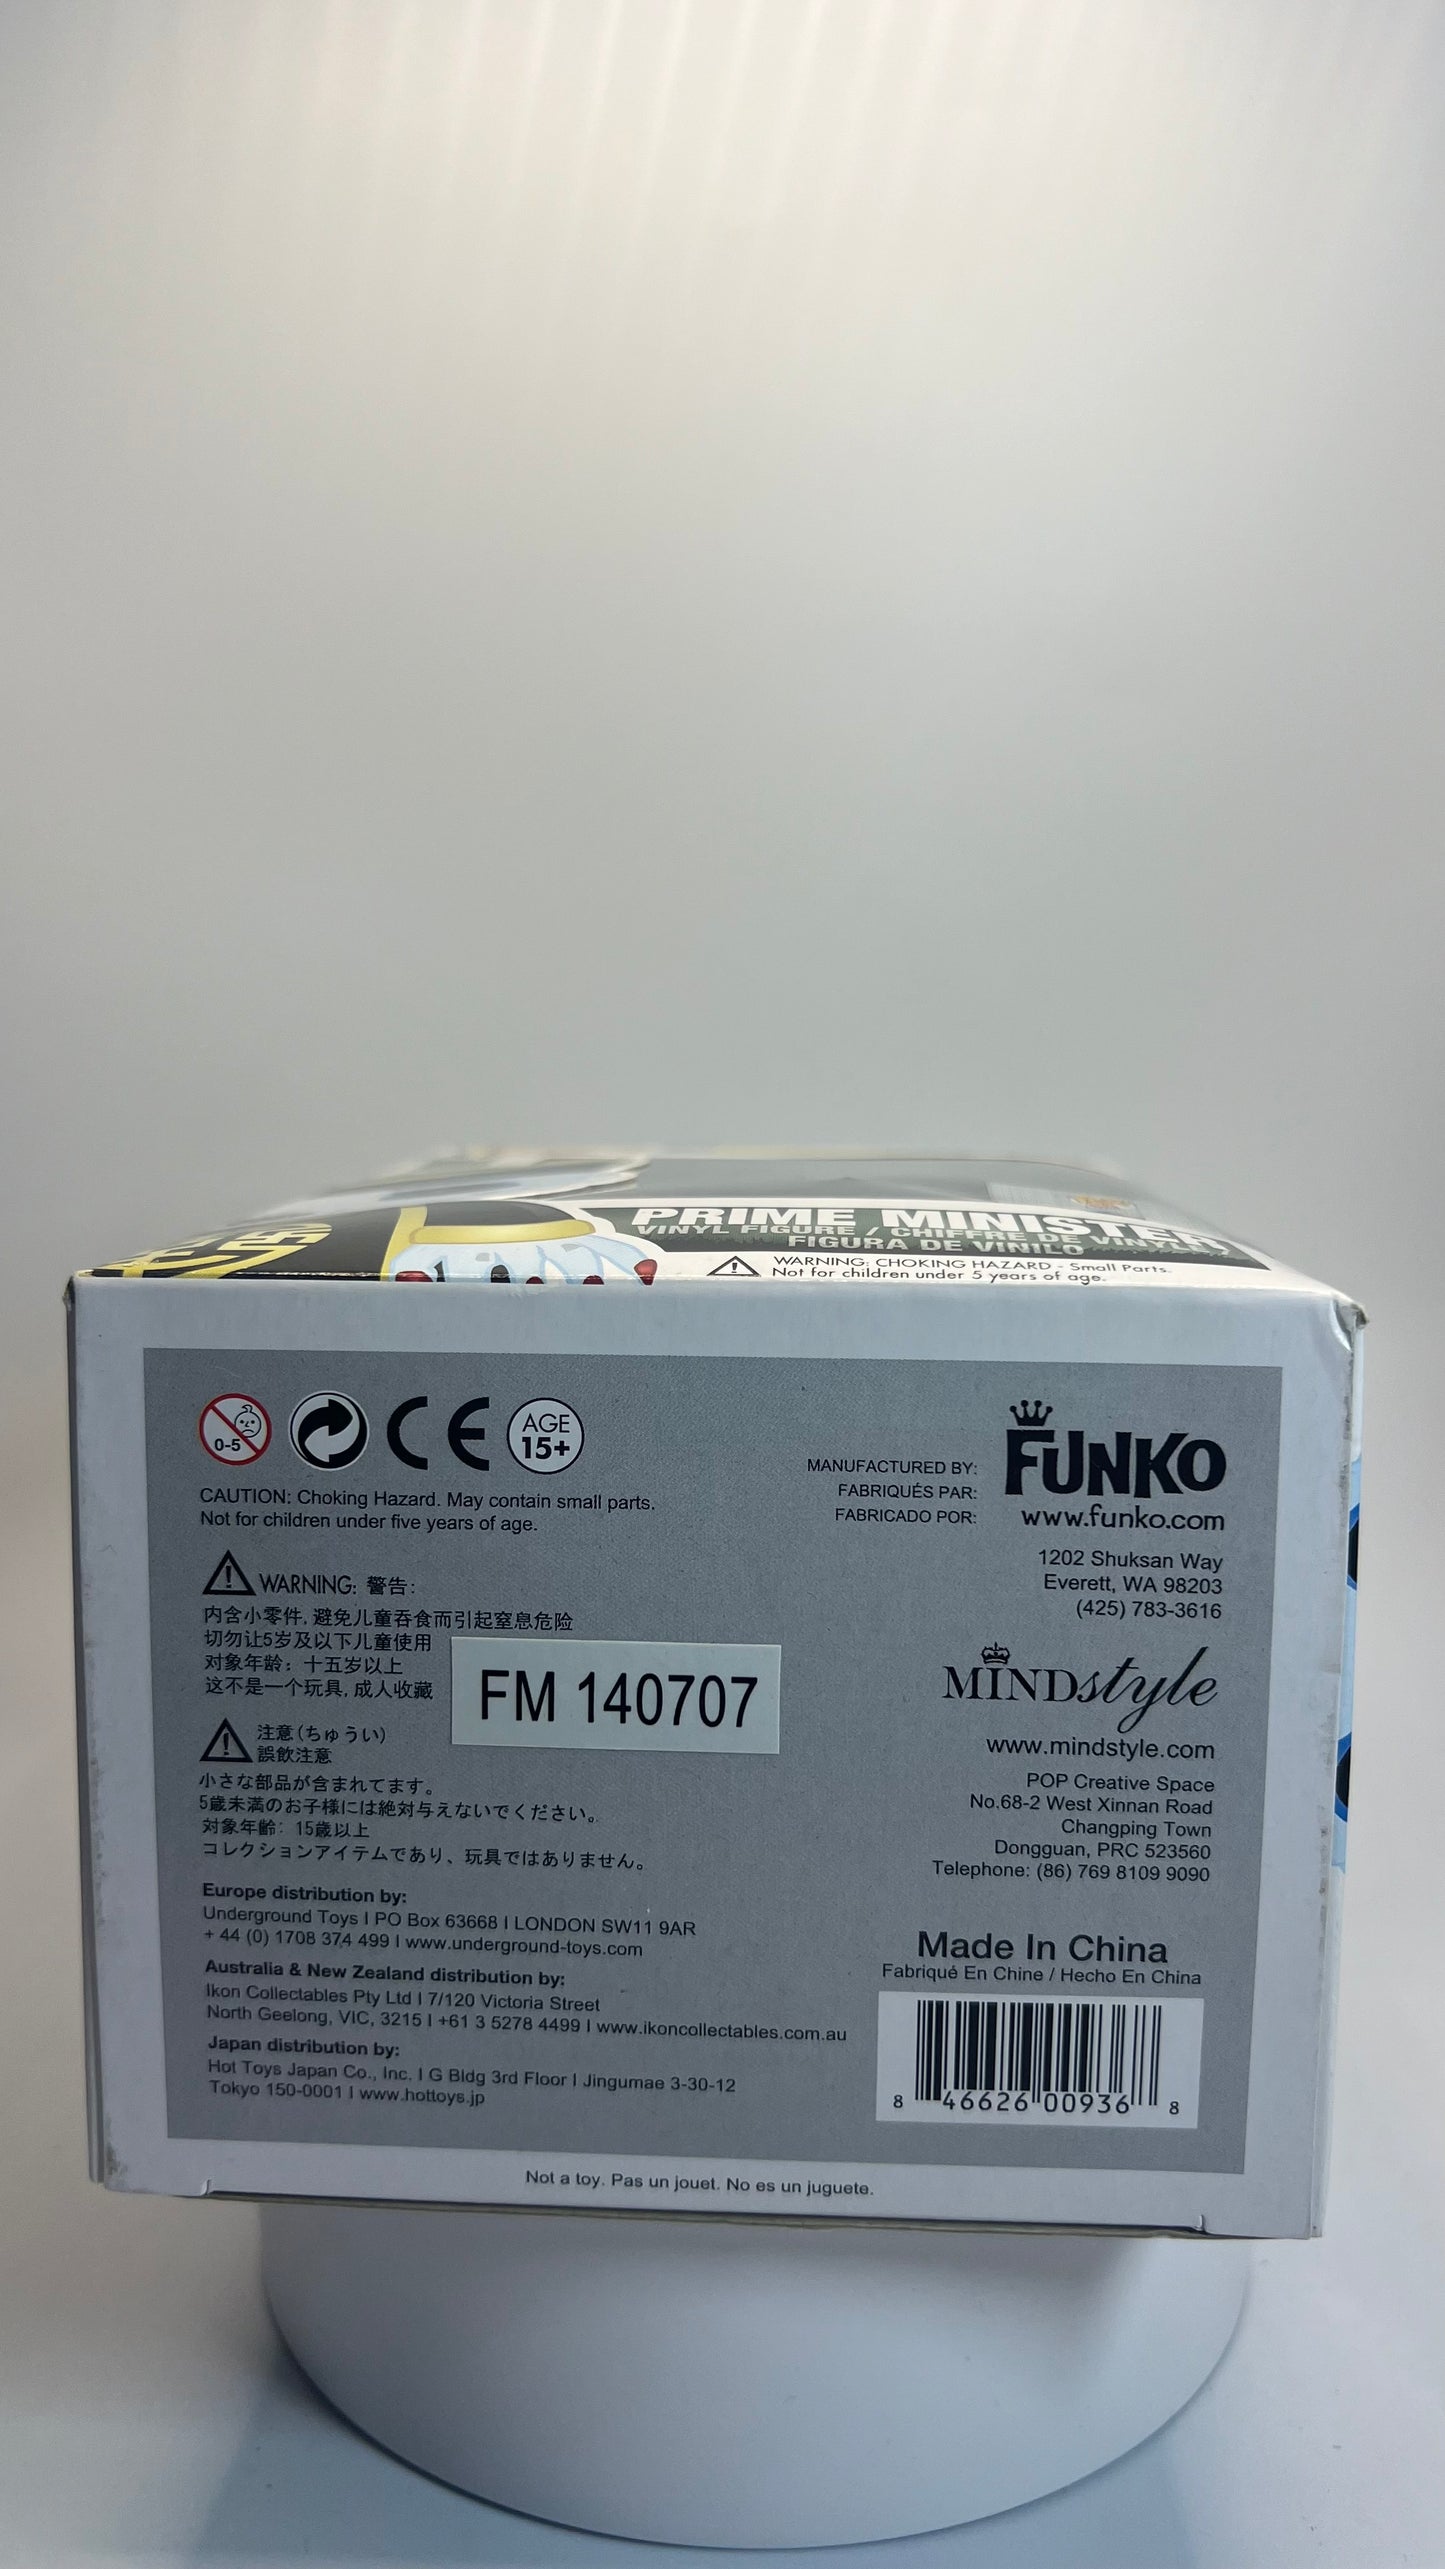 PRIME MINISTER
VINYL FIGURE / CHIFFRE DE VINYLE /
FIGURA DE VINILO
WARNING: CHOKING HAZARD - Small Parts.
Not for children under 5 years of age.
0-5
CE
AGE
15+
CAUTION: Choking Hazard. May contain small parts.
Not for children under five years of age.
WARNING: 警告:
内含小零件, 避免儿童吞食而引起窒息危险
切勿让5岁及以下儿童使用
对象年龄：十五岁以上
这不是一个玩具, 成人收藏
FM 140707
注意(ちゅうい)
誤飲注意
小さな部品が含まれてます。
5歳未満のお子様には絶対与えないでください。
対象年齢: 15歳以上
コレクションアイテムであり、玩具ではありません。
Europe distribution by:
Underground Toys I PO Box 63668 I LONDON SW11 9AR
+ 44 (0) 1708 374 499 I www.underground-toys.com
Australia & New Zealand distribution by:
Ikon Collectables Pty Ltd I 7/120 Victoria Street
North Geelong, VIC, 3215 I +61 3 5278 4499 I www.ikoncollectables.com.au
Japan distribution by:
Hot Toys Japan Co., Inc. I G Bldg 3rd Floor I Jingumae 3-30-12
Tokyo 150-0001 I www.hottoys.jp
MANUFACTURED BY:
FABRIQUÉS PAR:
FABRICADO POR:
FUNKO
www.funko.com
1202 Shuksan Way
Everett, WA 98203
(425) 783-3616
MINDstyle
www.mindstyle.com
POP Creative Space
No.68-2 West Xinnan Road
Changping Town
Dongguan, PRC 523560
Telephone: (86) 769 8109 9090
Made In China
Fabriqué En Chine / Hecho En China
8 46626 00936 8
Not a toy. Pas un jouet. No es un juguete.